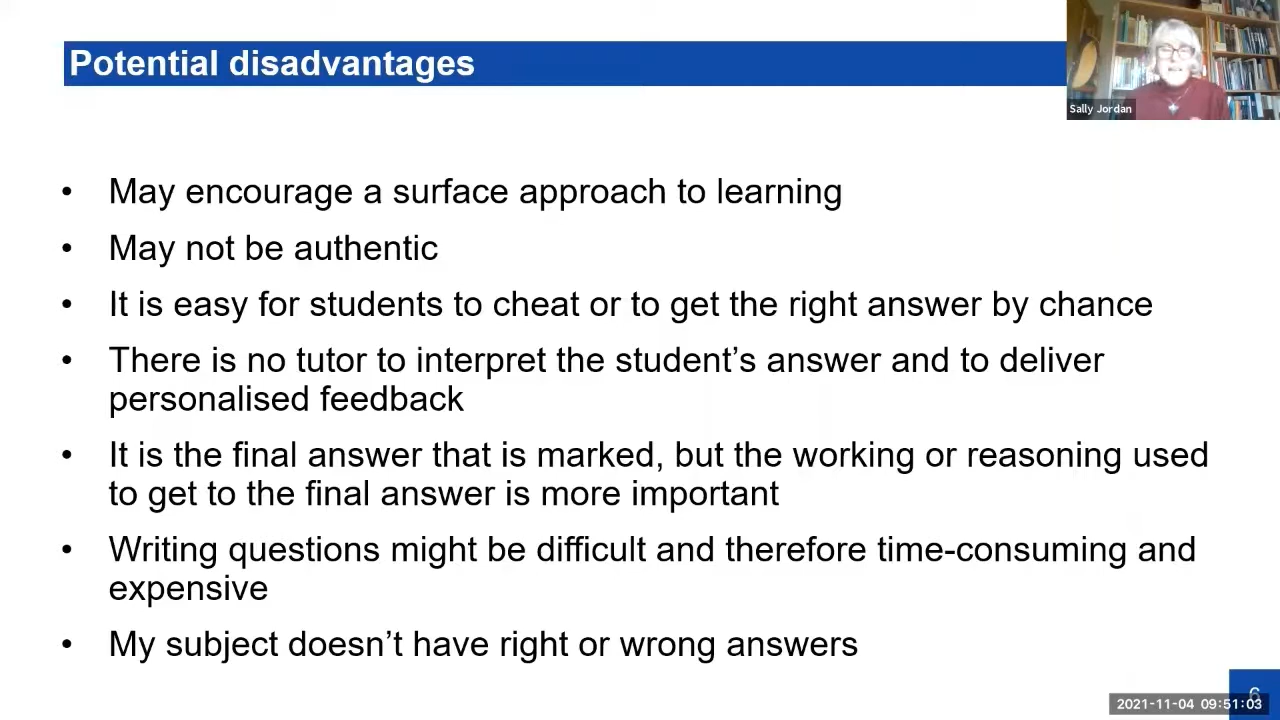 Potential disadvantages
Sally Jordan
• May encourage a surface approach to learning
• May not be authentic
• It is easy for students to cheat or to get the right answer by chance
• There is no tutor to interpret the student’s answer and to deliver
personalised feedback
• It is the final answer that is marked, but the working or reasoning used
to get to the final answer is more important
• Writing questions might be difficult and therefore time-consuming and
expensive
• My subject doesn’t have right or wrong answers
6
2021-11-04 09:51:03